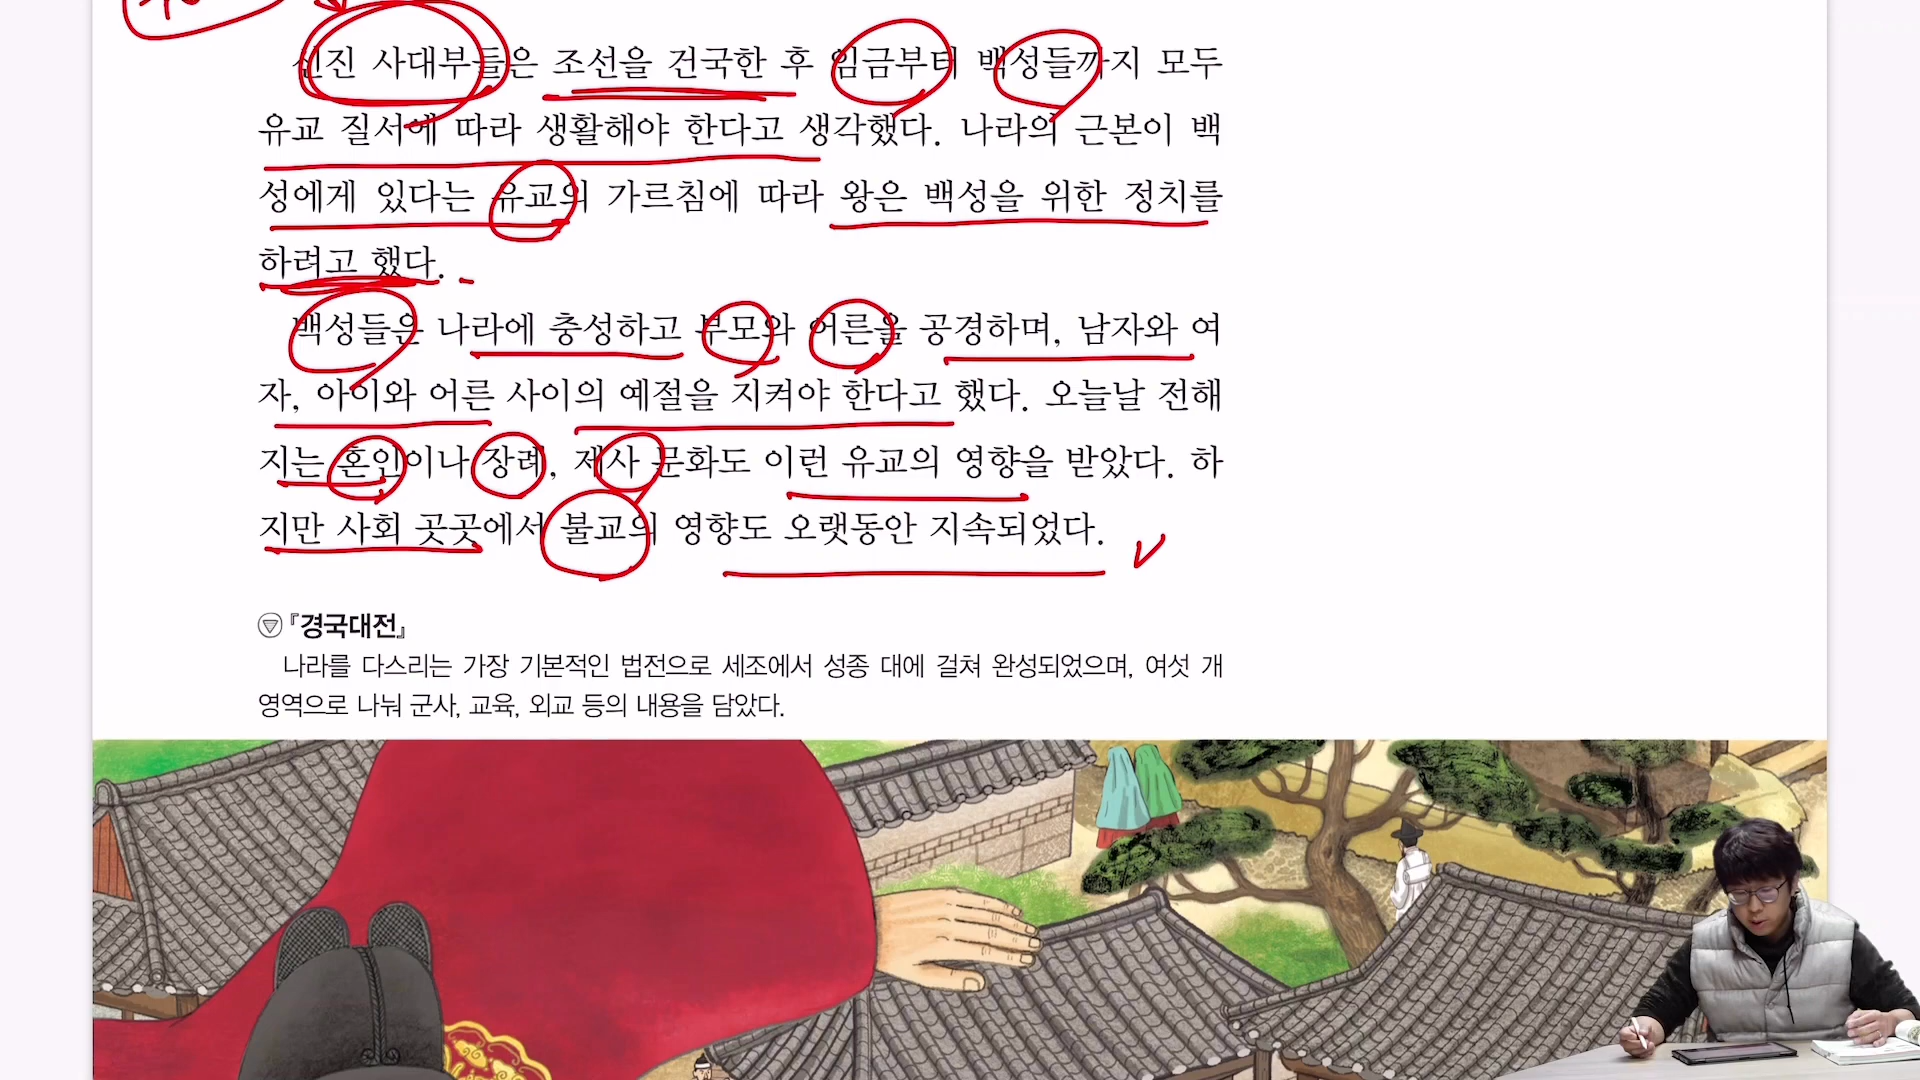 신진 사대부들은 조선을 건국한 후 임금부터 백성들까지 모두
유교 질서에 따라 생활해야 한다고 생각했다. 나라의 근본이 백
성에게 있다는 유교의 가르침에 따라 왕은 백성을 위한 정치를
하려고 했다.
백성들은 나라에 충성하고 부모와 어른을 공경하며, 남자와 여
자, 아이와 어른 사이의 예절을 지켜야 한다고 했다. 오늘날 전해
지는 혼인이나 장례, 제사 문화도 이런 유교의 영향을 받았다. 하
지만 사회 곳곳에서 불교의 영향도 오랫동안 지속되었다.
『경국대전』
나라를 다스리는 가장 기본적인 법전으로 세조에서 성종 대에 걸쳐 완성되었으며, 여섯 개
영역으로 나눠 군사, 교육, 외교 등의 내용을 담았다.